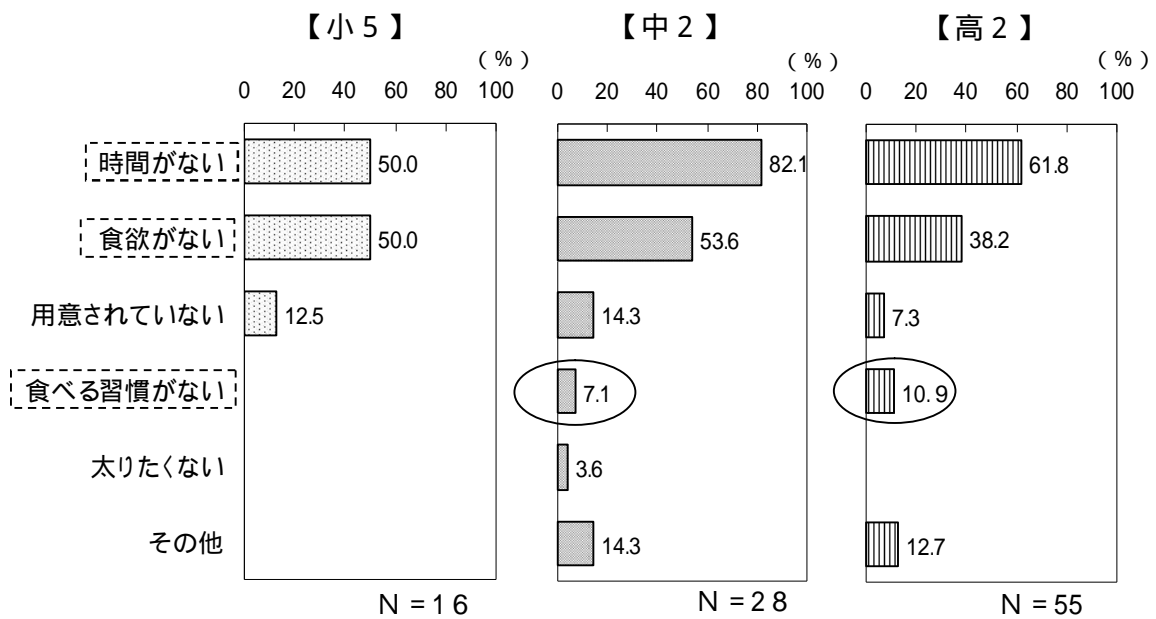 【小5】 【中2】 【高2】
(%) (%) (%)
0 20 40 60 80 100 0 20 40 60 80 100 0 20 40 60 80 100
時間がない 50.0 82.1 61.8
食欲がない 50.0 53.6 38.2
用意されていない 12.5 14.3 7.3
食べる習慣がない 7.1 10.9
太りたくない 3.6
その他 14.3 12.7
N=16 N=28 N=55